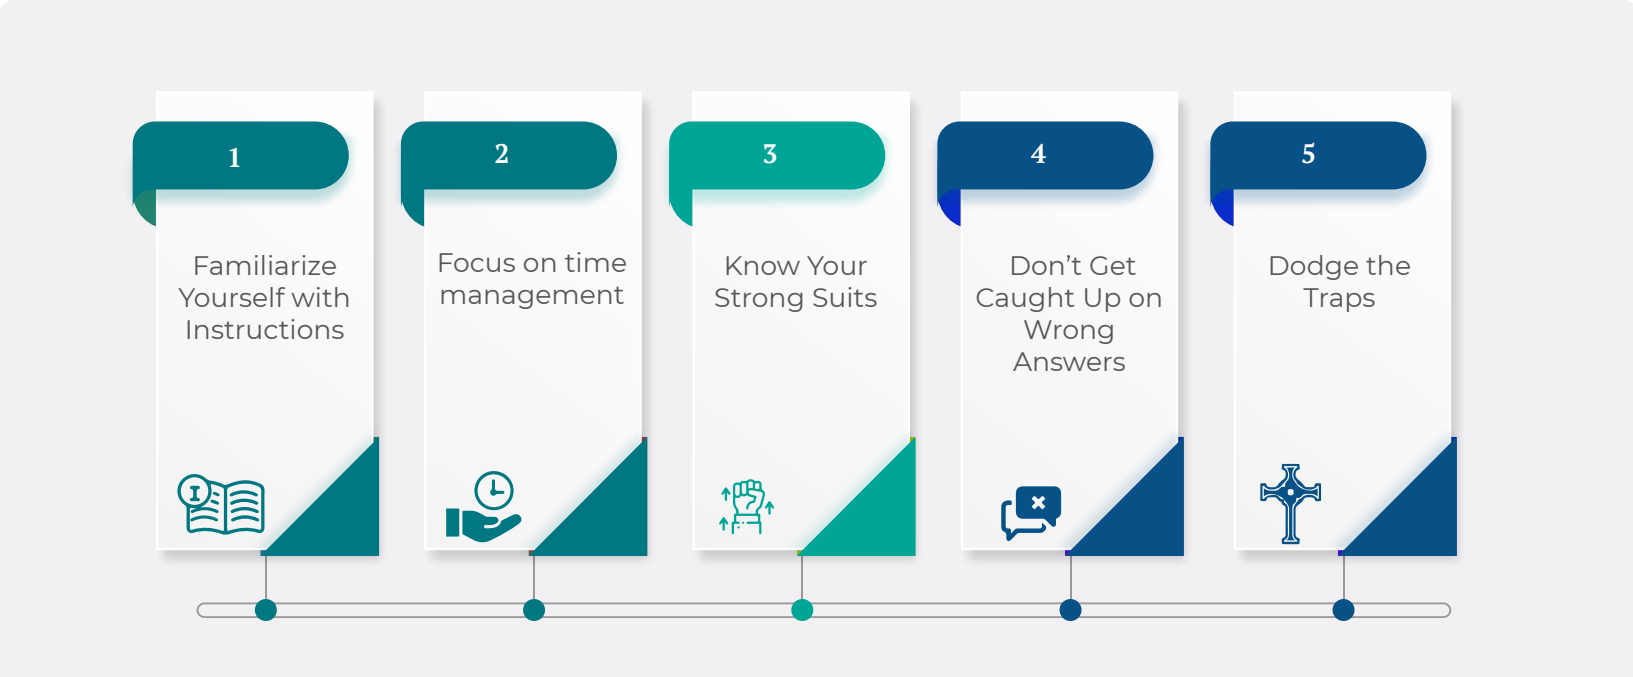 1
Familiarize
Yourself with
Instructions
I
2
Focus on time
management
3
Know Your
Strong Suits
4
Don’t Get
Caught Up on
Wrong
Answers
5
Dodge the
Traps